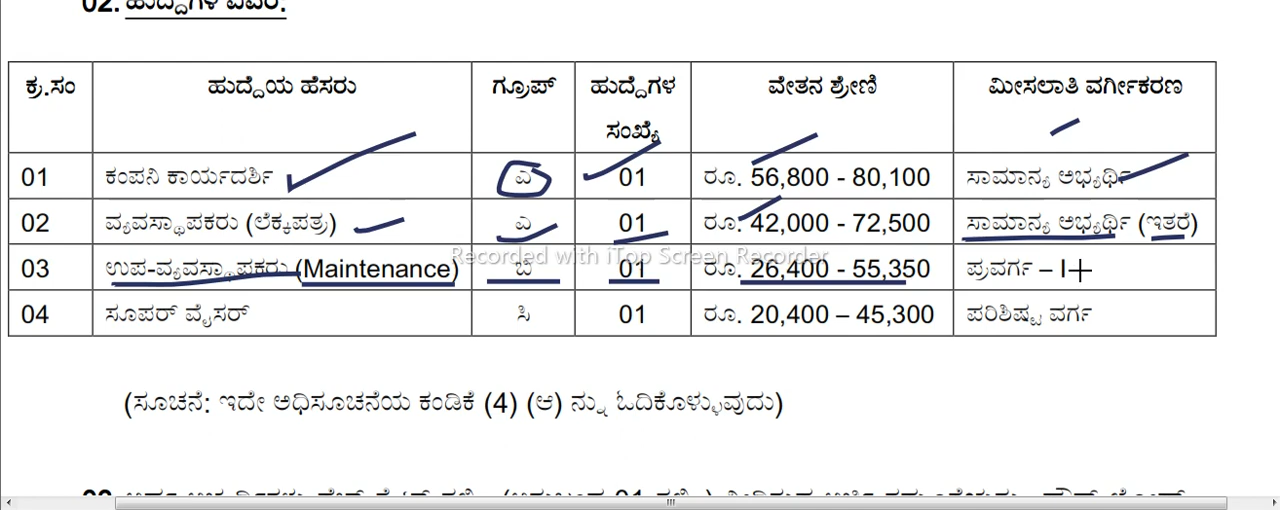 02. ಹುದ್ದೆಗಳ ವಿವರ:
ಕ್ರ.ಸಂ ಹುದ್ದೆಯ ಹೆಸರು ಗ್ರೂಪ್ ಹುದ್ದೆಗಳ ಸಂಖ್ಯೆ ವೇತನ ಶ್ರೇಣಿ ಮೀಸಲಾತಿ ವರ್ಗೀಕರಣ
01 ಕಂಪನಿ ಕಾರ್ಯದರ್ಶಿ ಎ 01 ರೂ. 56,800 - 80,100 ಸಾಮಾನ್ಯ ಅಭ್ಯರ್ಥಿ
02 ವ್ಯವಸ್ಥಾಪಕರು (ಲೆಕ್ಕಪತ್ರ) ಎ 01 ರೂ. 42,000 - 72,500 ಸಾಮಾನ್ಯ ಅಭ್ಯರ್ಥಿ (ಇತರೆ)
Recorded with iTop Screen Recorder
03 ಉಪ-ವ್ಯವಸ್ಥಾಪಕರು (Maintenance) ಬಿ 01 ರೂ. 26,400 - 55,350 ಪ್ರವರ್ಗ – I
04 ಸೂಪರ್ ವೈಸರ್ ಸಿ 01 ರೂ. 20,400 – 45,300 ಪರಿಶಿಷ್ಟ ವರ್ಗ
(ಸೂಚನೆ: ಇದೇ ಅಧಿಸೂಚನೆಯ ಕಂಡಿಕೆ (4) (ಆ) ನ್ನು ಓದಿಕೊಳ್ಳುವುದು)